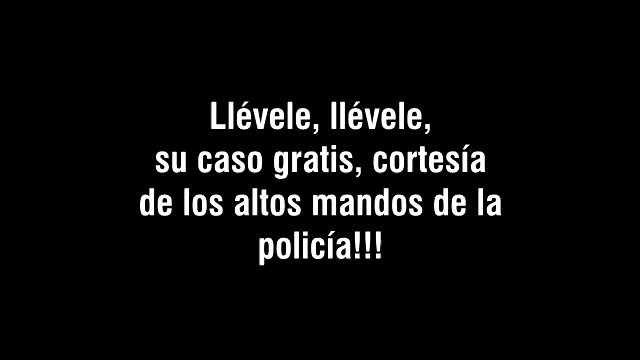 Llévele, llévele,
su caso gratis, cortesía
de los altos mandos de la
policía!!!